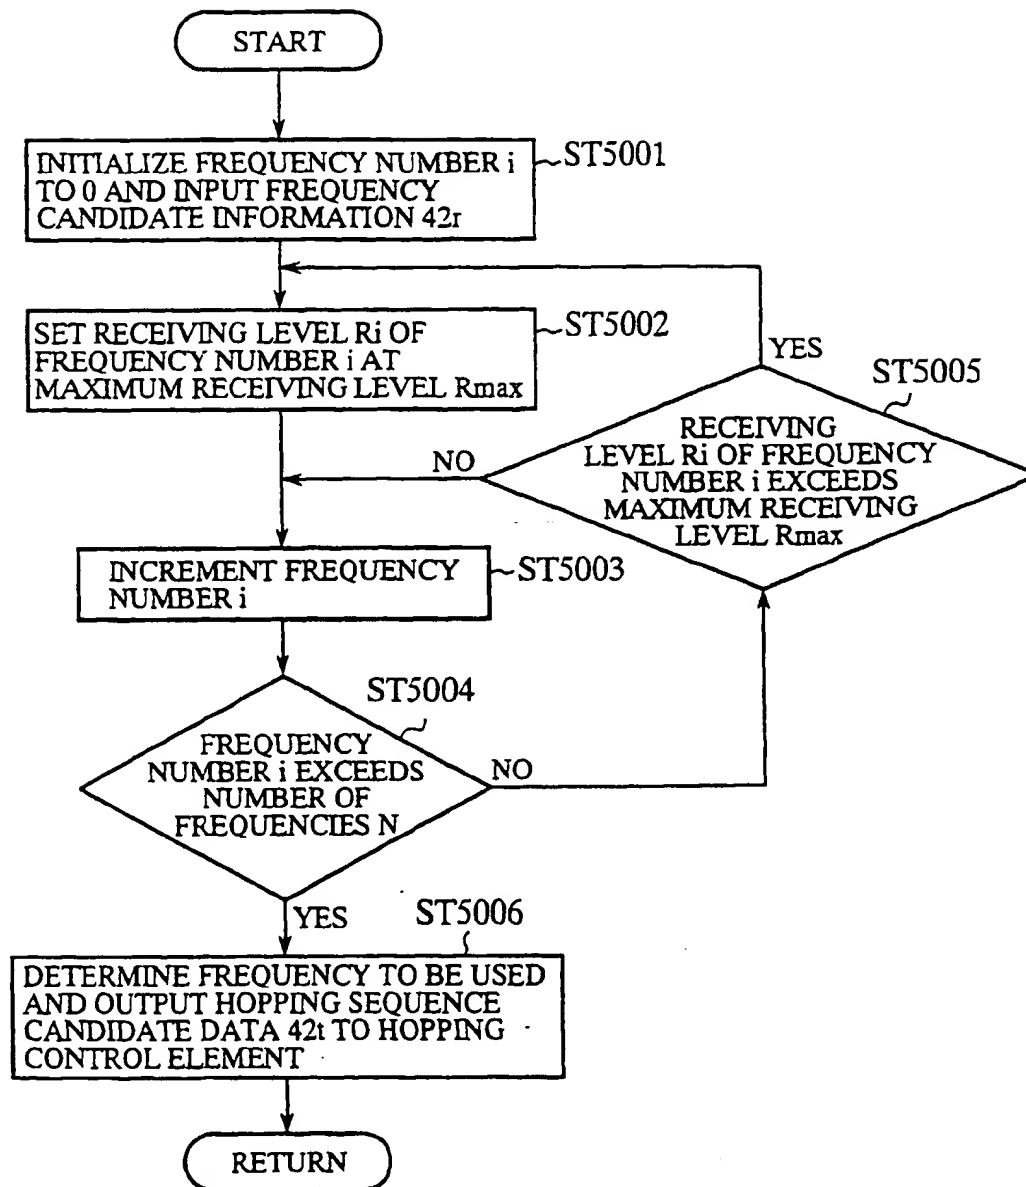 START
INITIALIZE FREQUENCY NUMBER i
TO 0 AND INPUT FREQUENCY
CANDIDATE INFORMATION 42r
ST5001
SET RECEIVING LEVEL Ri OF
FREQUENCY NUMBER i AT
MAXIMUM RECEIVING LEVEL Rmax
ST5002
YES
ST5005
RECEIVING
LEVEL Ri OF FREQUENCY
NUMBER i EXCEEDS
MAXIMUM RECEIVING
LEVEL Rmax
NO
INCREMENT FREQUENCY
NUMBER i
ST5003
ST5004
FREQUENCY
NUMBER i EXCEEDS
NUMBER OF
FREQUENCIES N
NO
YES
ST5006
DETERMINE FREQUENCY TO BE USED
AND OUTPUT HOPPING SEQUENCE
CANDIDATE DATA 42t TO HOPPING
CONTROL ELEMENT
RETURN